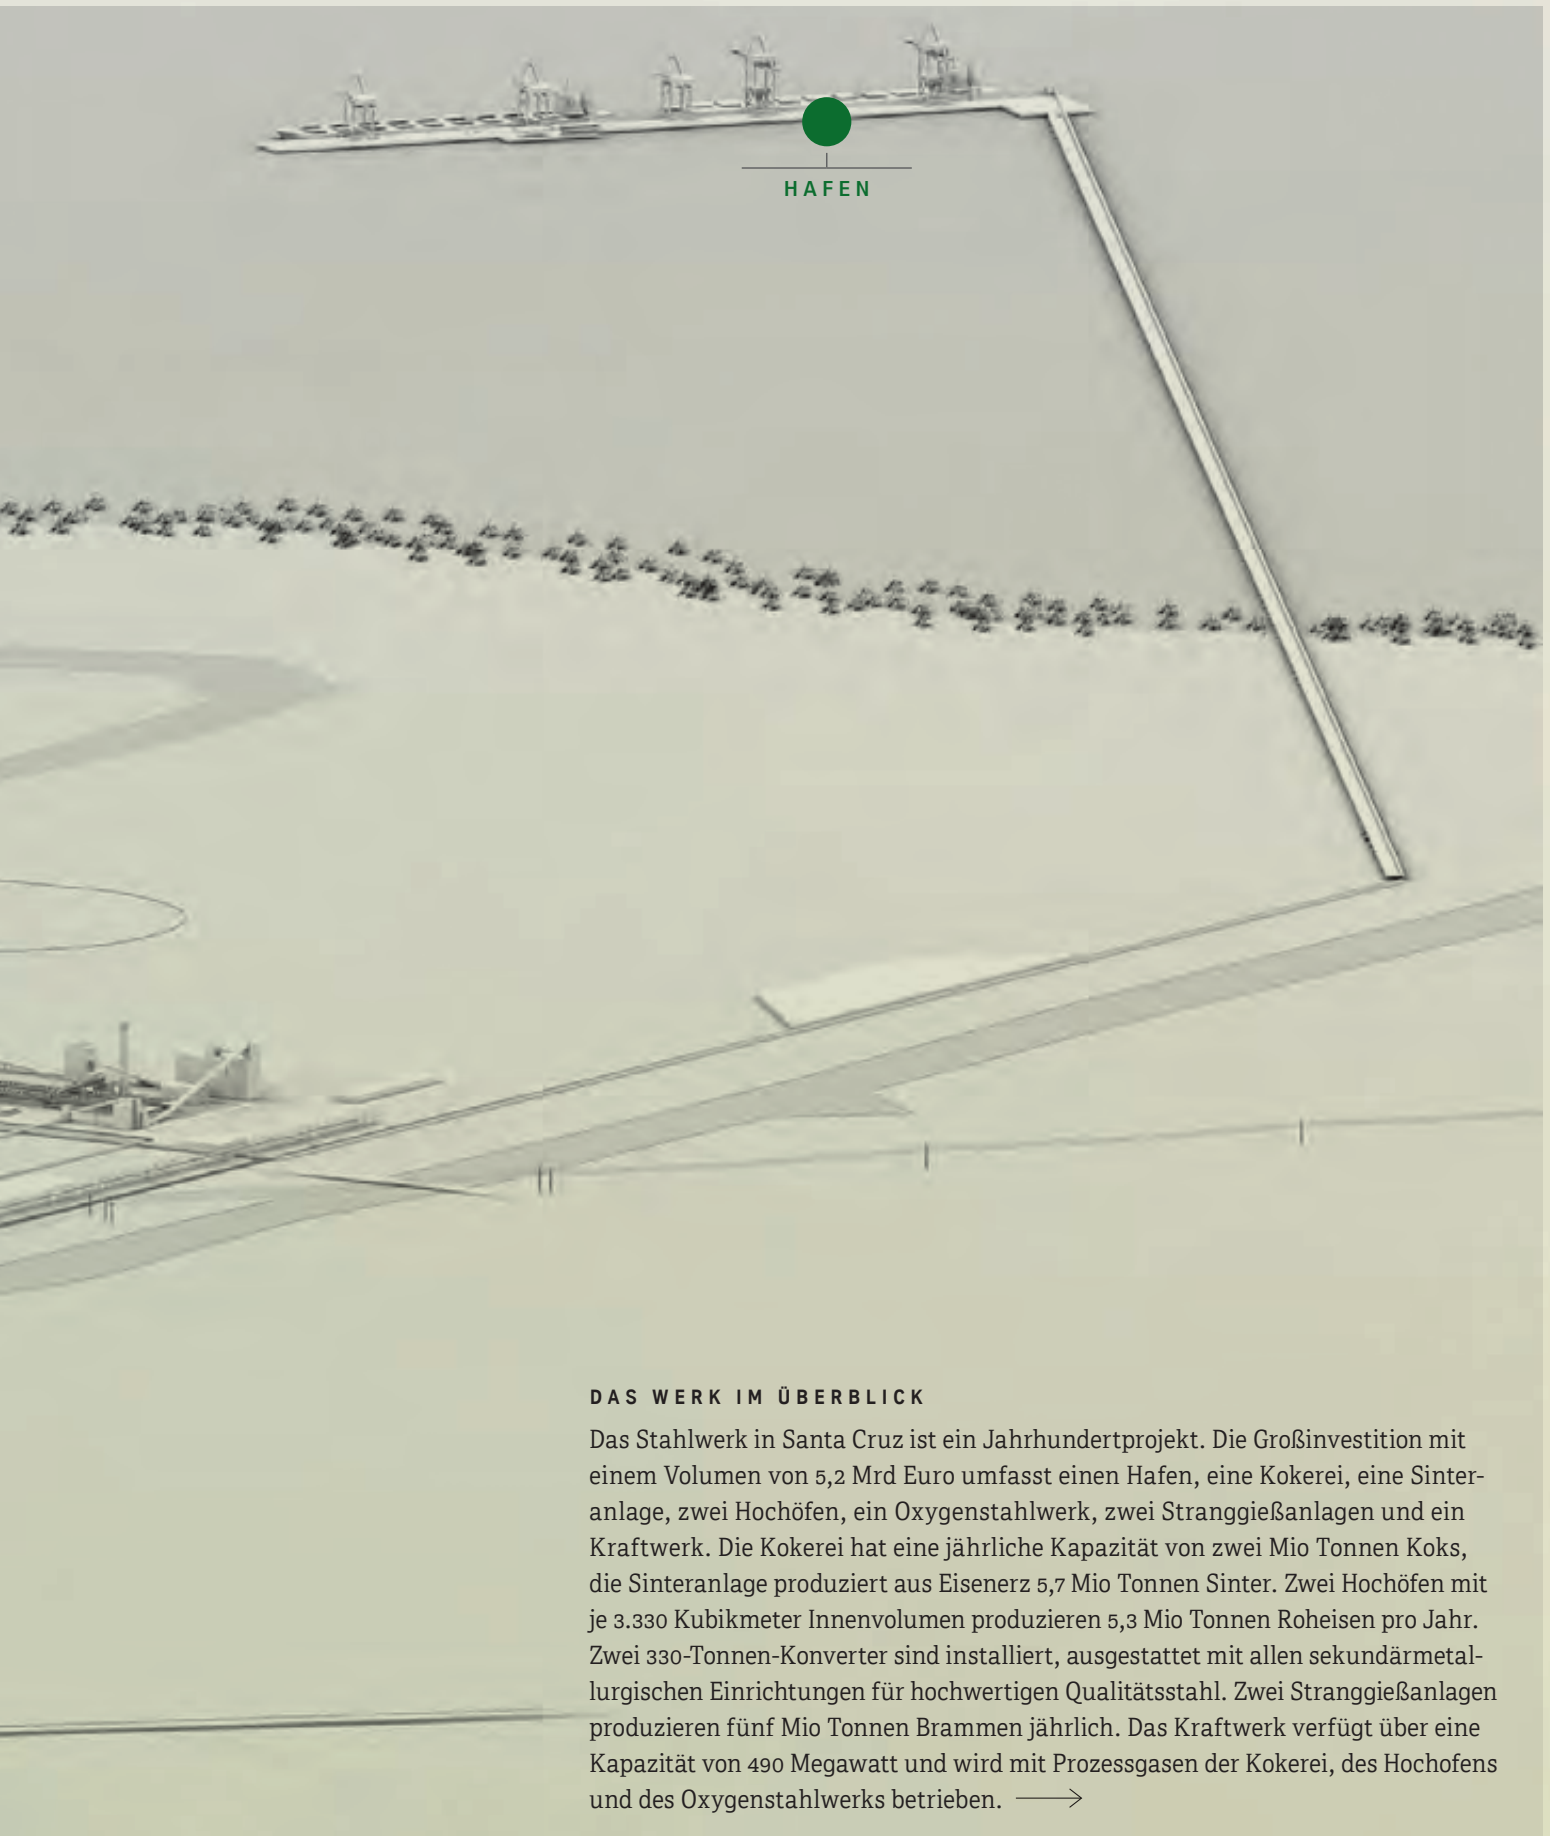 HAFEN
DAS WERK IM ÜBERBLICK
Das Stahlwerk in Santa Cruz ist ein Jahrhundertprojekt. Die Großinvestition mit
einem Volumen von 5,2 Mrd Euro umfasst einen Hafen, eine Kokerei, eine Sinter-
anlage, zwei Hochöfen, ein Oxygenstahlwerk, zwei Stranggießanlagen und ein
Kraftwerk. Die Kokerei hat eine jährliche Kapazität von zwei Mio Tonnen Koks,
die Sinteranlage produziert aus Eisenerz 5,7 Mio Tonnen Sinter. Zwei Hochöfen mit
je 3.330 Kubikmeter Innenvolumen produzieren 5,3 Mio Tonnen Roheisen pro Jahr.
Zwei 330-Tonnen-Konverter sind installiert, ausgestattet mit allen sekundärmetal-
lurgischen Einrichtungen für hochwertigen Qualitätsstahl. Zwei Stranggießanlagen
produzieren fünf Mio Tonnen Brammen jährlich. Das Kraftwerk verfügt über eine
Kapazität von 490 Megawatt und wird mit Prozessgasen der Kokerei, des Hochofens
und des Oxygenstahlwerks betrieben. →